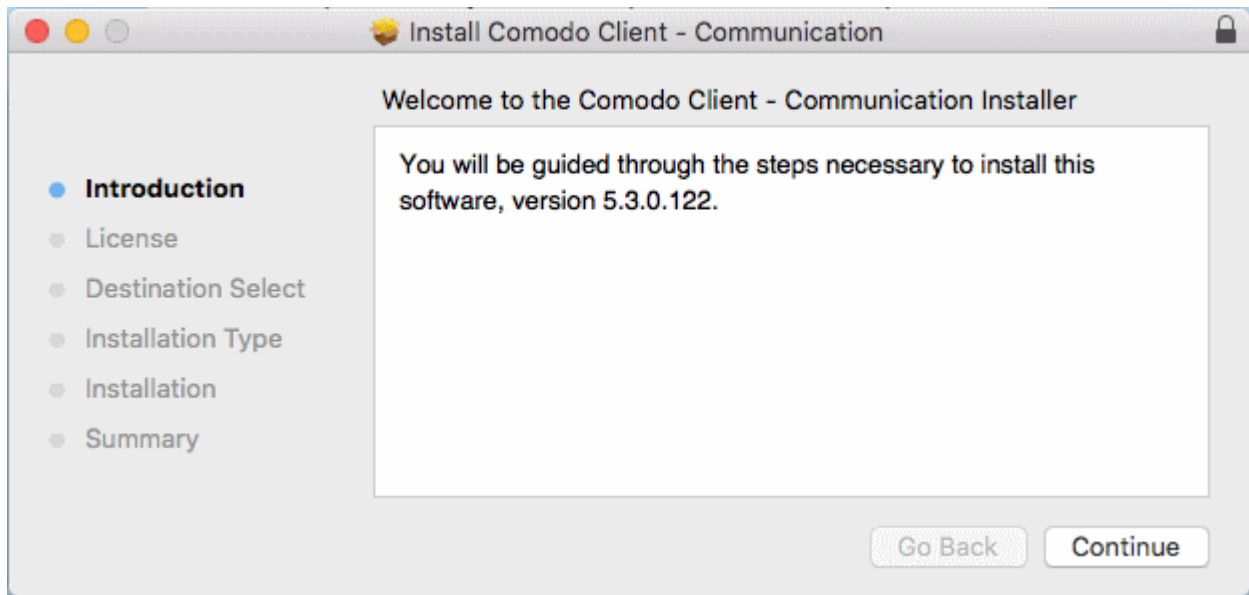 Install Comodo Client - Communication
Welcome to the Comodo Client - Communication Installer
Introduction
License
Destination Select
Installation Type
Installation
Summary
You will be guided through the steps necessary to install this
software, version 5.3.0.122.
Go Back
Continue